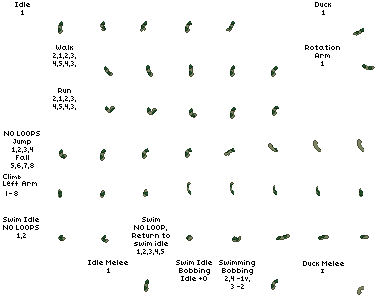 Idle
1
Duck
1
Walk
2,1,2,3,
4,5,4,3,
Rotation
Arm
1
Run
2,1,2,3,
4,5,4,3,
NO LOOPS
Jump
1,2,3,4
Fall
5,6,7,8
Climb
Left Arm
1-8
Swim Idle
NO LOOPS
1,2
Swim
NO LOOP,
Return to
swim idle
1,2,3,4,5
Swim Idle
Bobbing
Idle +0
Swimming
Bobbing
2,4 -1v,
3 -2
Idle Melee
1
Duck Melee
1